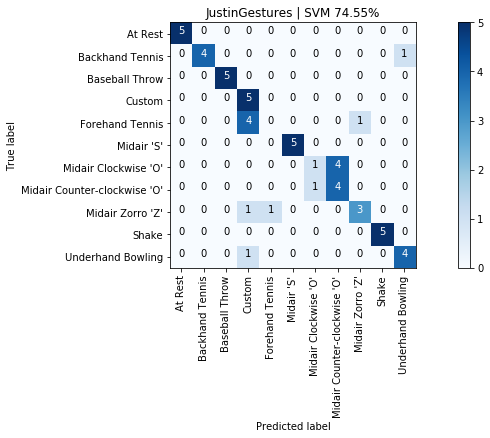 JustinGestures | SVM 74.55%
True label
At Rest 5 0 0 0 0 0 0 0 0 0 0
Backhand Tennis 0 4 0 0 0 0 0 0 0 0 1
Baseball Throw 0 0 5 0 0 0 0 0 0 0 0
Custom 0 0 0 5 0 0 0 0 0 0 0
Forehand Tennis 0 0 0 4 0 0 0 0 1 0 0
Midair 'S' 0 0 0 0 0 5 0 0 0 0 0
Midair Clockwise 'O' 0 0 0 0 0 0 1 4 0 0 0
Midair Counter-clockwise 'O' 0 0 0 0 0 0 1 4 0 0 0
Midair Zorro 'Z' 0 0 0 1 1 0 0 0 3 0 0
Shake 0 0 0 0 0 0 0 0 0 5 0
Underhand Bowling 0 0 0 1 0 0 0 0 0 0 4
At Rest
Backhand Tennis
Baseball Throw
Custom
Forehand Tennis
Midair 'S'
Midair Clockwise 'O'
Midair Counter-clockwise 'O'
Midair Zorro 'Z'
Shake
Underhand Bowling
Predicted label
5
4
3
2
1
0